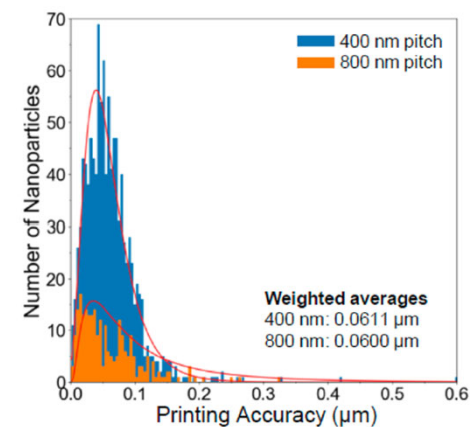 70
60
50
40
30
20
10
0
Number of Nanoparticles
400 nm pitch
800 nm pitch
Weighted averages
400 nm: 0.0611 µm
800 nm: 0.0600 µm
0.0 0.1 0.2 0.3 0.4 0.5 0.6
Printing Accuracy (µm)